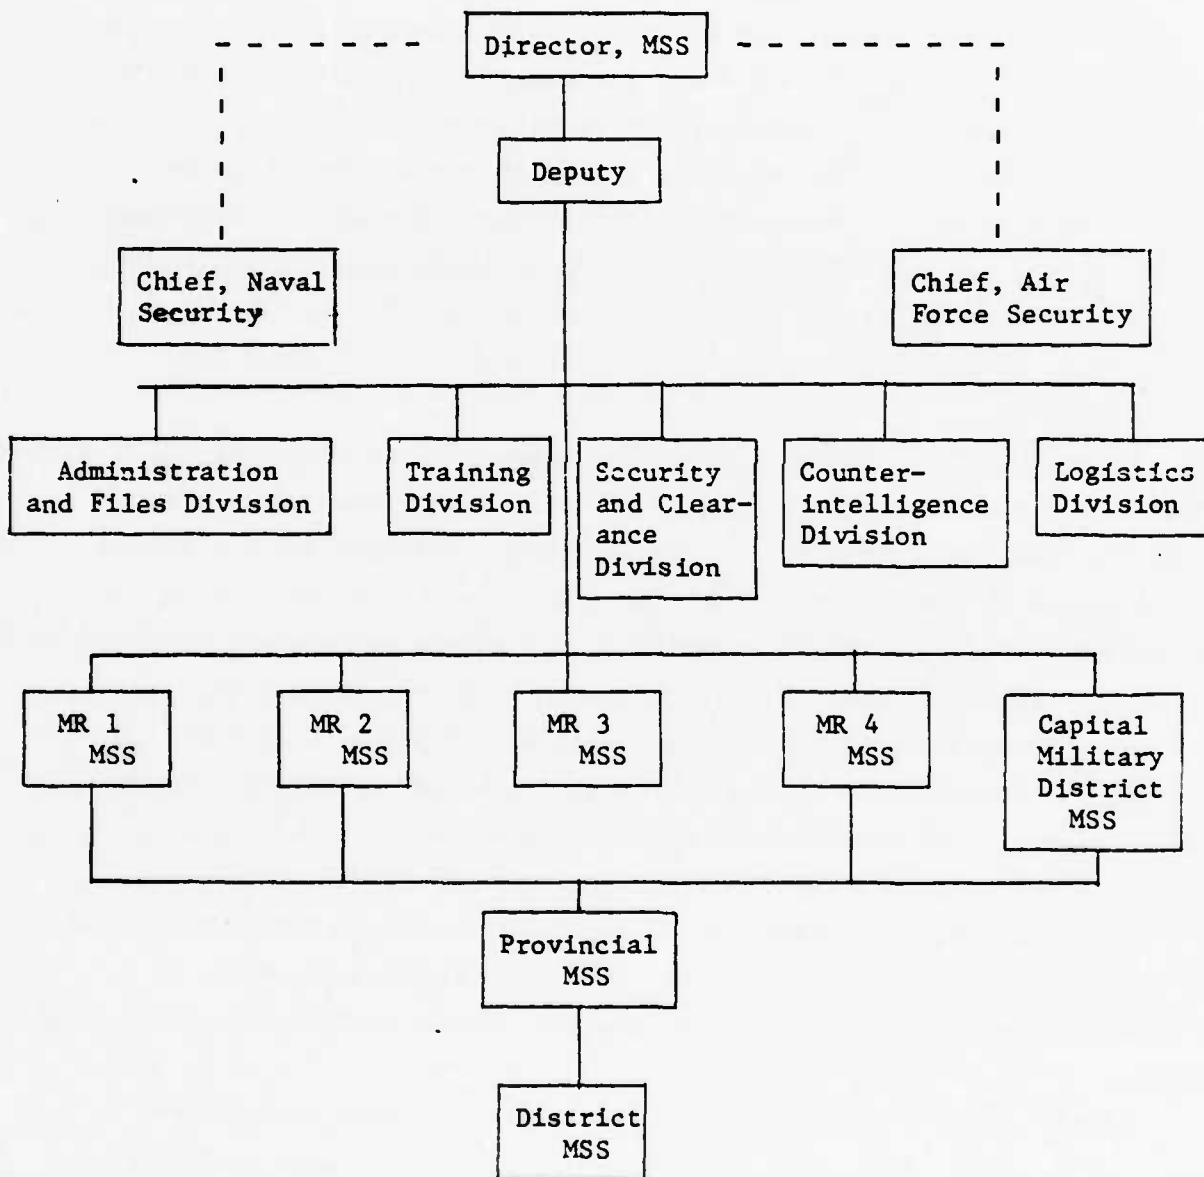 Director, MSS
Deputy
Chief, Naval
Security
Chief, Air
Force Security
Administration
and Files Division
Training
Division
Security
and Clear-
ance
Division
Counter-
intelligence
Division
Logistics
Division
MR 1
MSS
MR 2
MSS
MR 3
MSS
MR 4
MSS
Capital
Military
District
MSS
Provincial
MSS
District
MSS